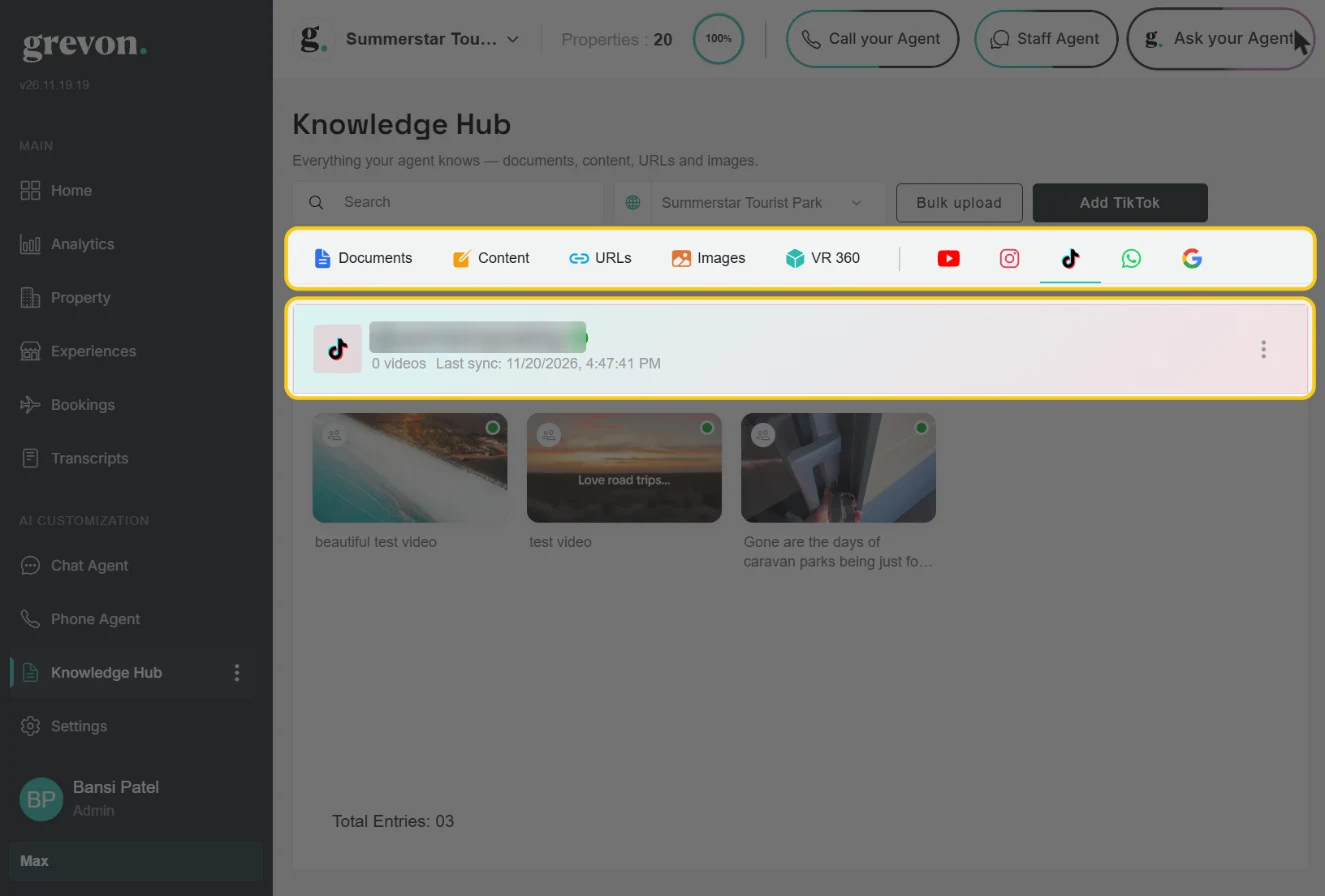 grevon.
v26.11.19.19
MAIN
Home
Analytics
Property
Experiences
Bookings
Transcripts
AI CUSTOMIZATION
Chat Agent
Phone Agent
Knowledge Hub
Settings
BP
Bansi Patel
Admin
Max
g. Summerstar Tou... Properties : 20 100% Call your Agent Staff Agent g. Ask your Agent
Knowledge Hub
Everything your agent knows — documents, content, URLs and images.
Search Summerstar Tourist Park Bulk upload Add TikTok
Documents Content URLs Images VR 360
0 videos Last sync: 11/20/2026, 4:47:41 PM
Love road trips...
beautiful test video
test video
Gone are the days of
caravan parks being just fo...
Total Entries: 03